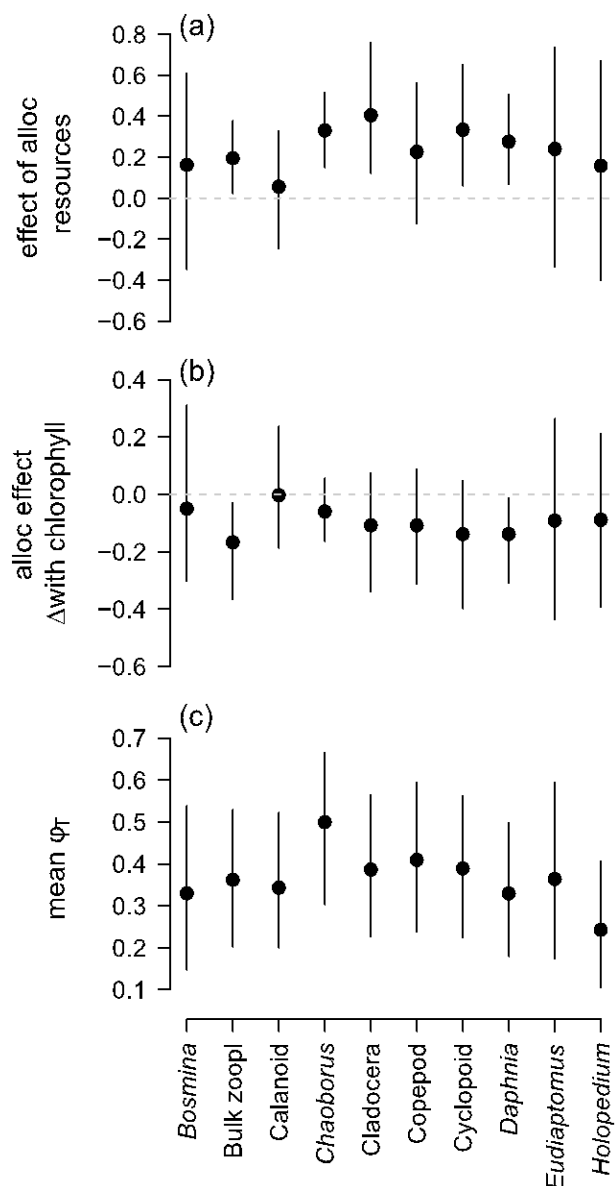 (a)
effect of alloc
resources
0.8
0.6
0.4
0.2
0.0
−0.2
−0.4
−0.6
(b)
alloc effect
Δwith chlorophyll
0.4
0.2
0.0
−0.2
−0.4
−0.6
(c)
mean φT
0.7
0.6
0.5
0.4
0.3
0.2
0.1
Bosmina
Bulk zoopl
Calanoid
Chaoborus
Cladocera
Copepod
Cyclopoid
Daphnia
Eudiaptomus
Holopedium